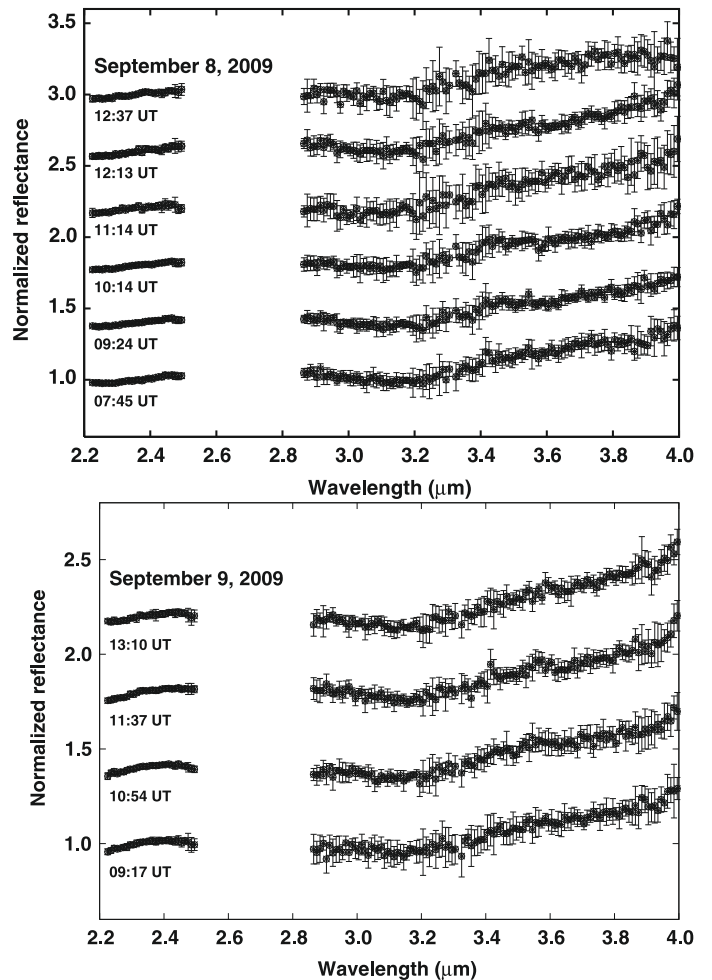 3.5
September 8, 2009
3.0
12:37 UT
2.5
12:13 UT
2.0
11:14 UT
10:14 UT
1.5
09:24 UT
1.0
07:45 UT
Normalized reflectance
2.2 2.4 2.6 2.8 3.0 3.2 3.4 3.6 3.8 4.0
Wavelength (μm)
2.5
September 9, 2009
13:10 UT
2.0
11:37 UT
1.5
10:54 UT
1.0
09:17 UT
Normalized reflectance
2.2 2.4 2.6 2.8 3.0 3.2 3.4 3.6 3.8 4.0
Wavelength (μm)